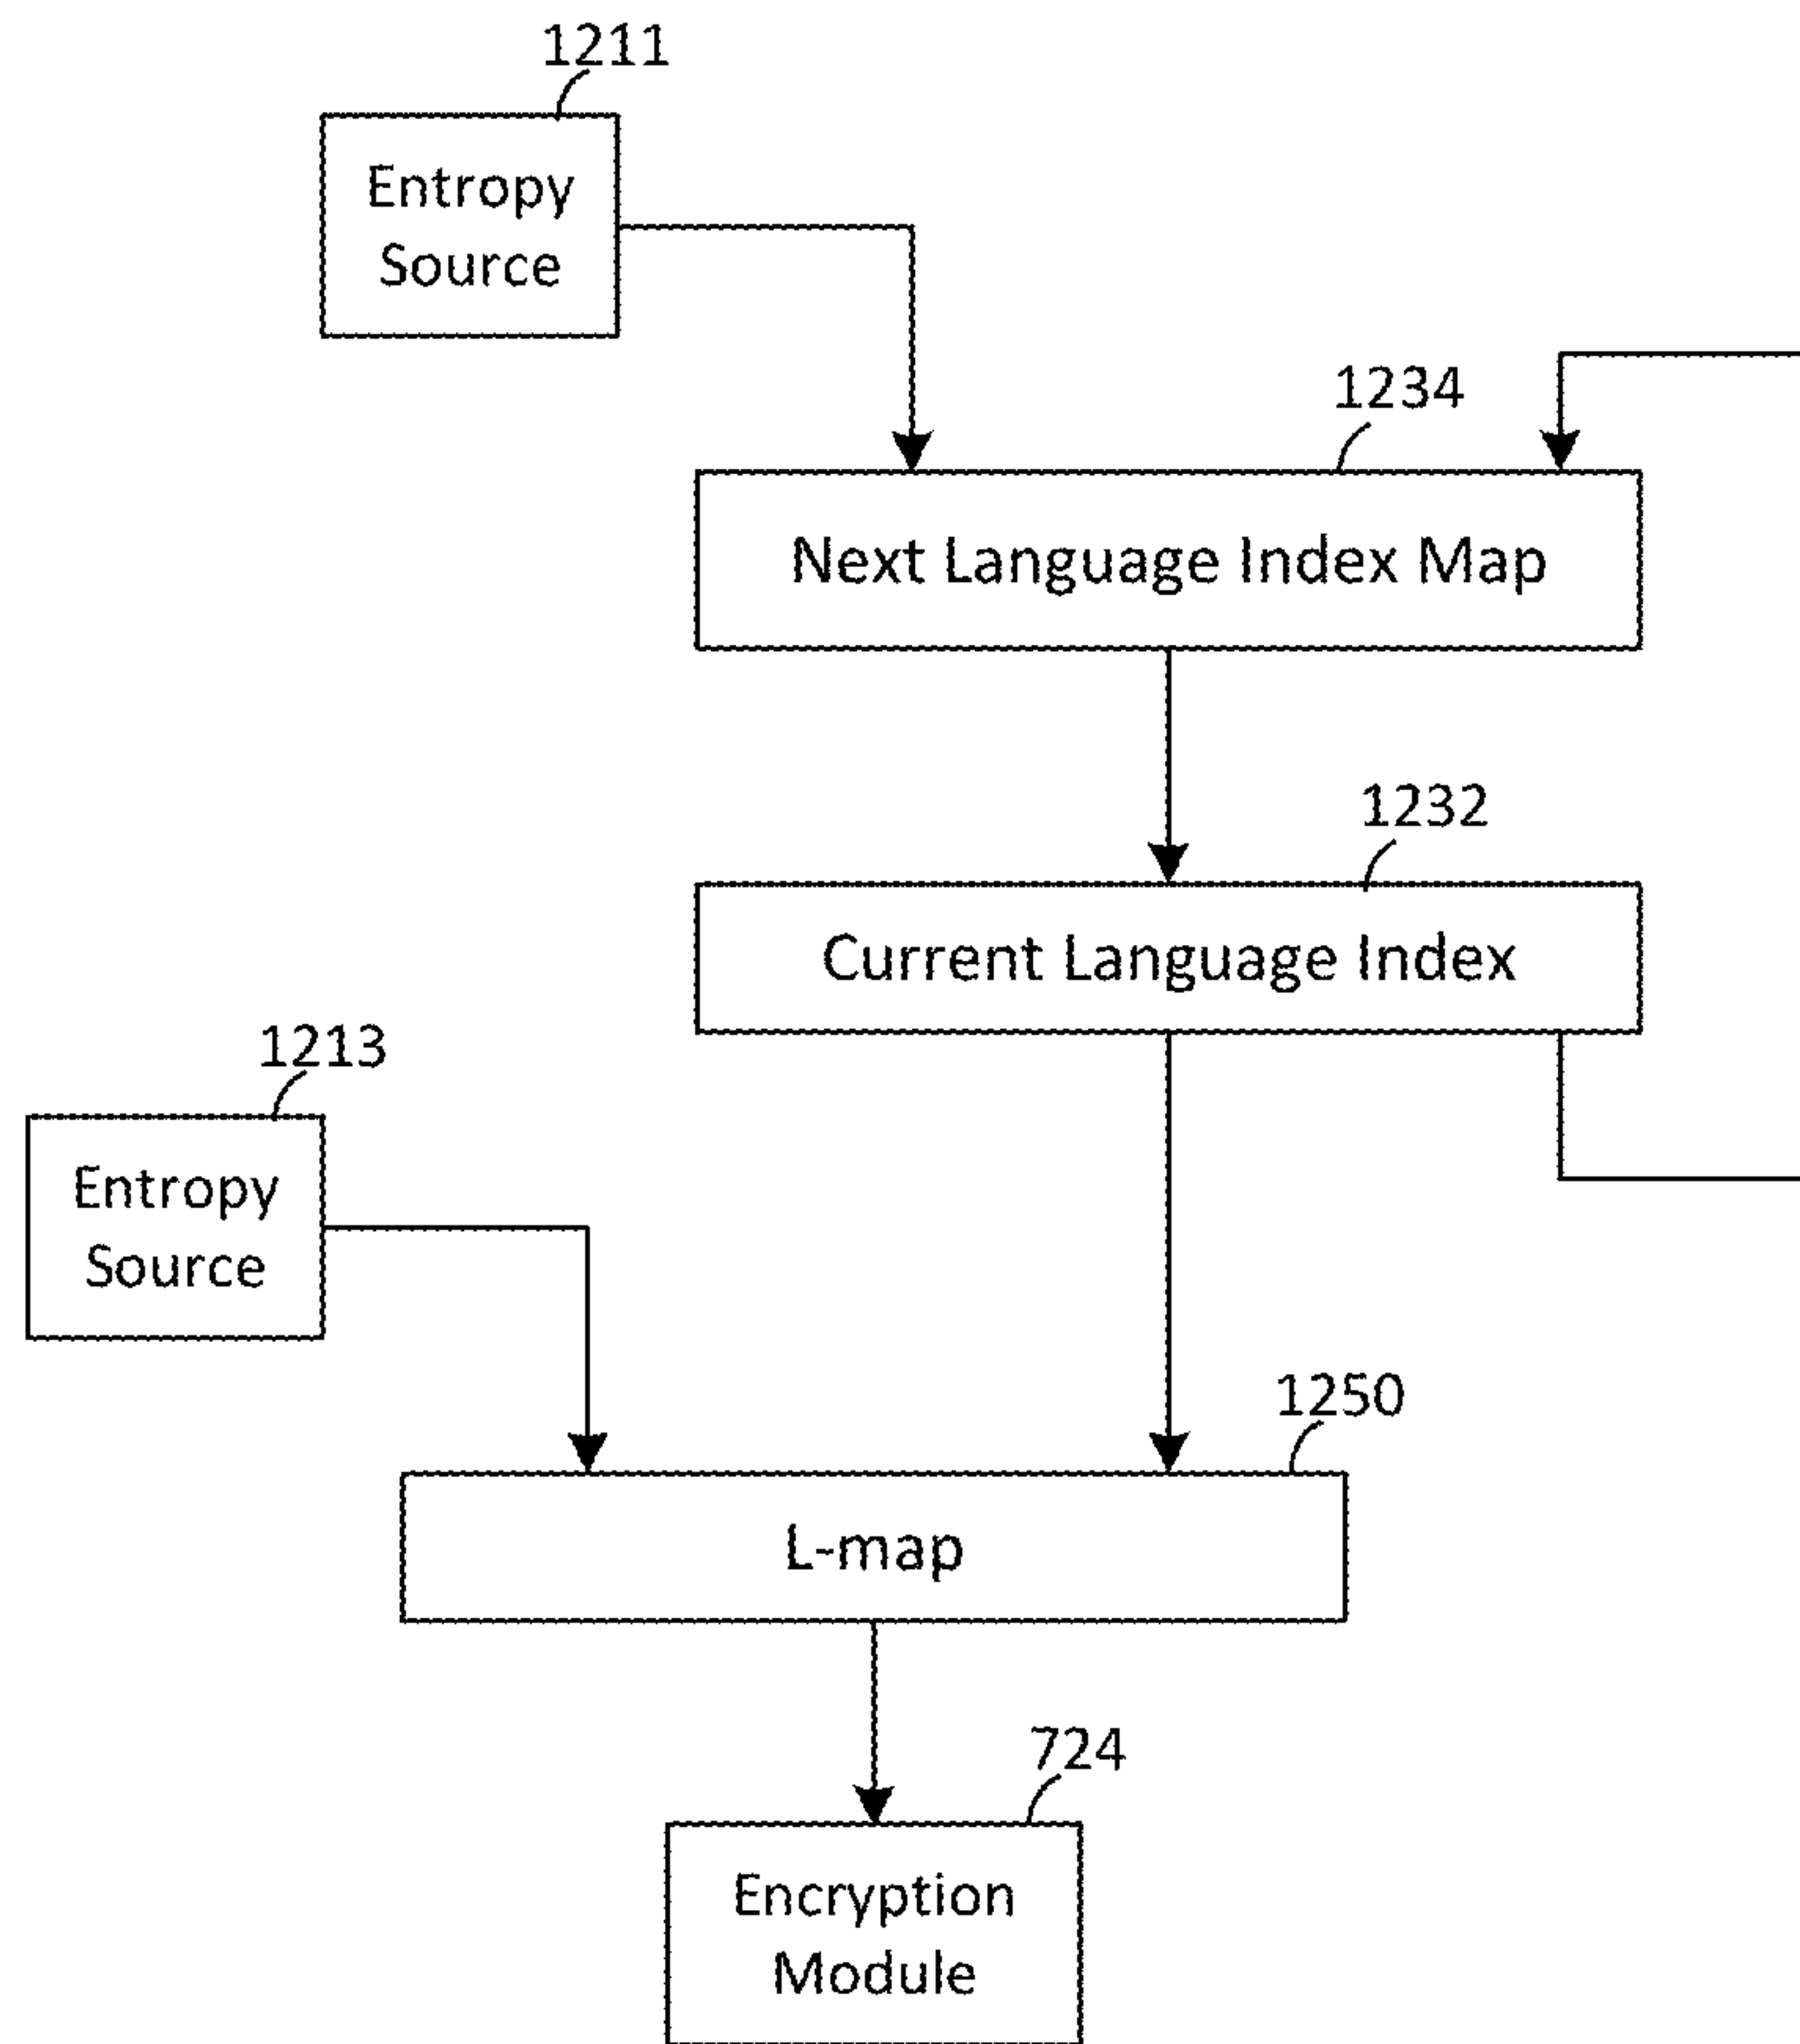 1211
Entropy
Source
1234
Next Language Index Map
1232
Current Language Index
1213
Entropy
Source
1250
L-map
724
Encryption
Module